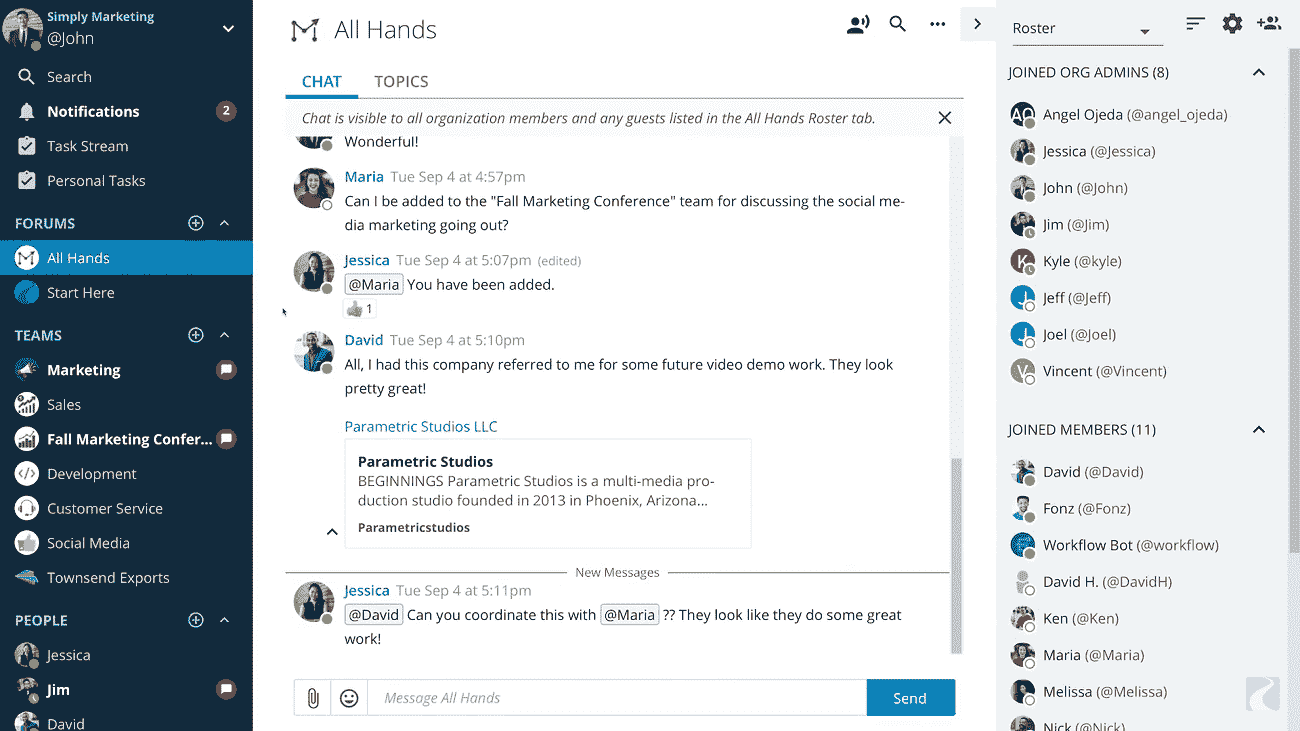 Simply Marketing
@John
Search
Notifications
2
Task Stream
Personal Tasks
FORUMS
All Hands
Start Here
TEAMS
Marketing
Sales
Fall Marketing Confer...
Development
Customer Service
Social Media
Townsend Exports
PEOPLE
Jessica
Jim
David
All Hands
CHAT
TOPICS
Chat is visible to all organization members and any guests listed in the All Hands Roster tab.
Wonderful!
Maria Tue Sep 4 at 4:57pm
Can I be added to the "Fall Marketing Conference" team for discussing the social me-
dia marketing going out?
Jessica Tue Sep 4 at 5:07pm (edited)
@Maria You have been added.
1
David Tue Sep 4 at 5:10pm
All, I had this company referred to me for some future video demo work. They look
pretty great!
Parametric Studios LLC
Parametric Studios
BEGINNINGS Parametric Studios is a multi-media pro-
duction studio founded in 2013 in Phoenix, Arizona...
Parametricstudios
New Messages
Jessica Tue Sep 4 at 5:11pm
@David Can you coordinate this with @Maria ?? They look like they do some great
work!
Message All Hands
Send
Roster
JOINED ORG ADMINS (8)
AO
Angel Ojeda (@angel_ojeda)
Jessica (@Jessica)
John (@John)
Jim (@Jim)
K
Kyle (@kyle)
J
Jeff (@Jeff)
J
Joel (@Joel)
V
Vincent (@Vincent)
JOINED MEMBERS (11)
David (@David)
Fonz (@Fonz)
Workflow Bot (@workflow)
David H. (@DavidH)
Ken (@Ken)
Maria (@Maria)
Melissa (@Melissa)
Nick (@Nick)